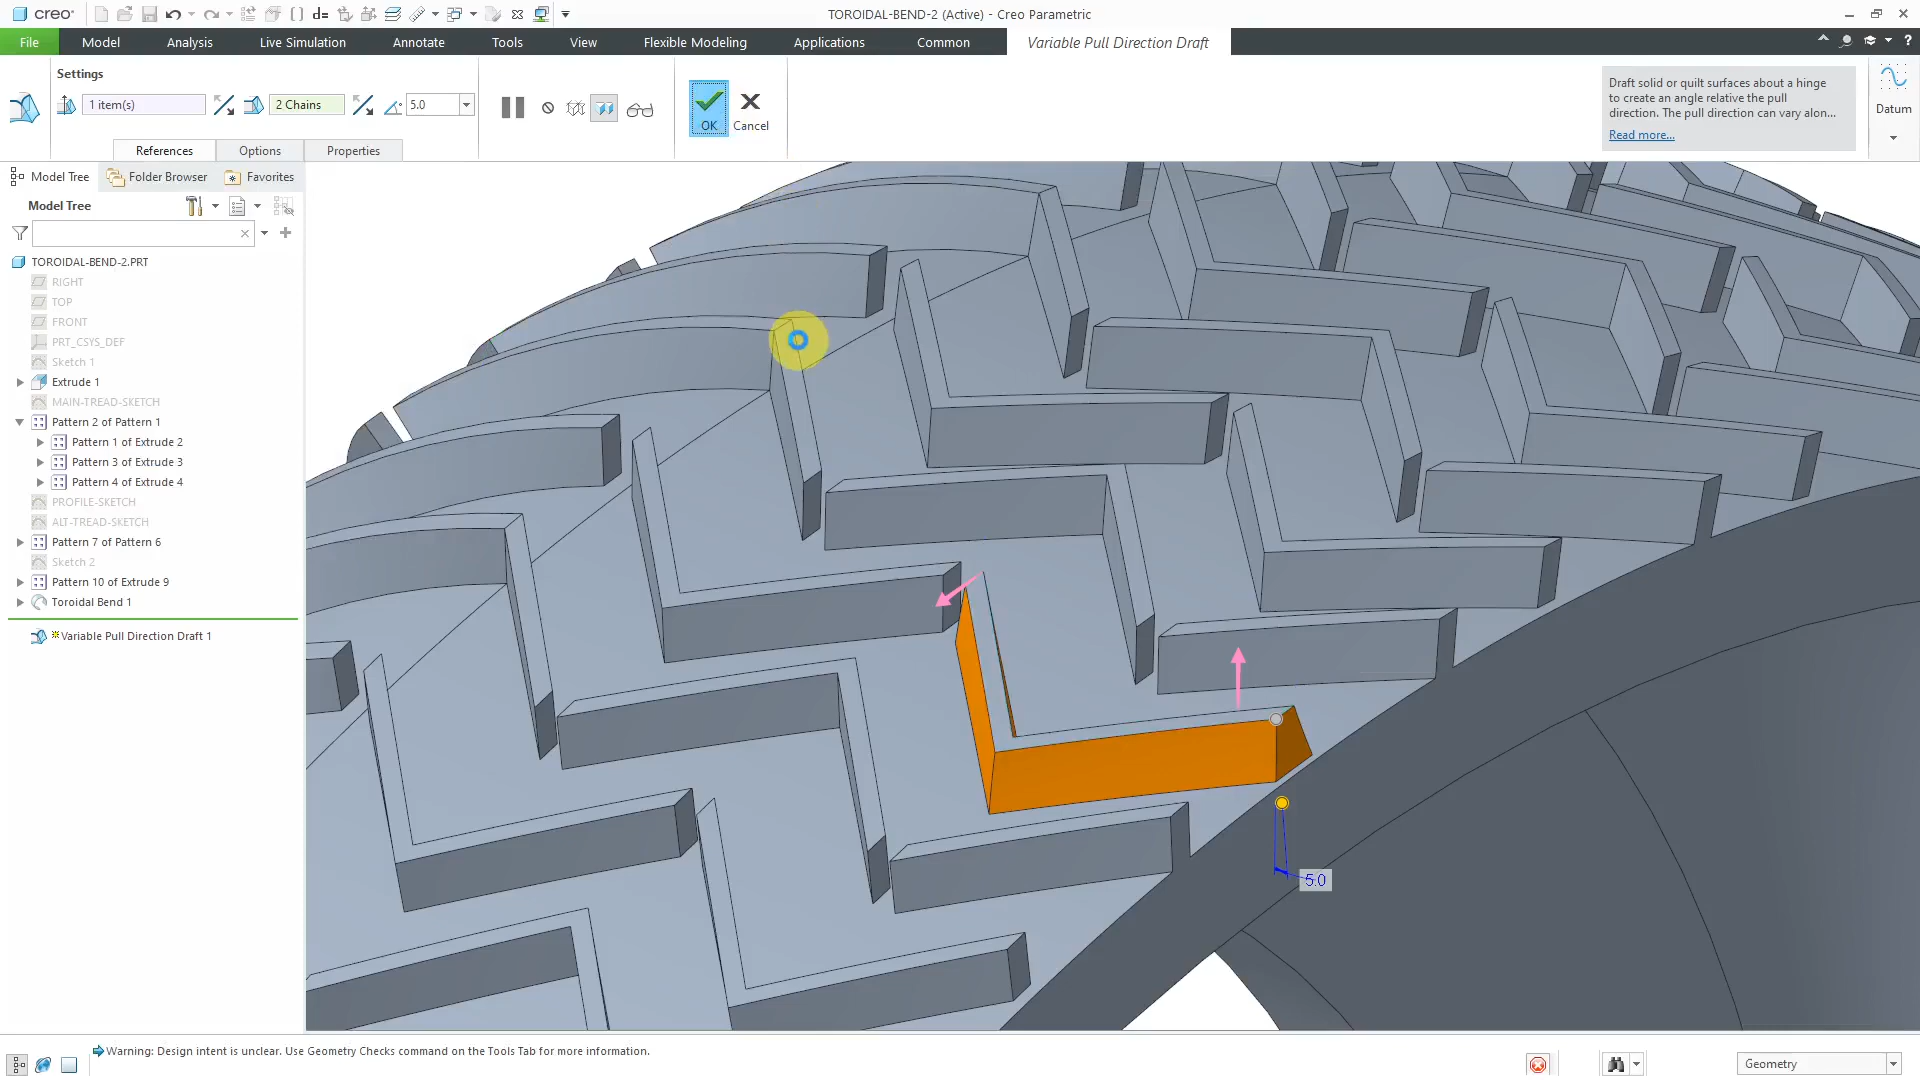 creo
TOROIDAL-BEND-2 (Active) - Creo Parametric
File
Model
Analysis
Live Simulation
Annotate
Tools
View
Flexible Modeling
Applications
Common
Variable Pull Direction Draft
Settings
1 item(s)
2 Chains
5.0
OK
Cancel
References
Options
Properties
Draft solid or quilt surfaces about a hinge
to create an angle relative the pull
direction. The pull direction can vary alon...
Read more...
Datum
Model Tree
Folder Browser
Favorites
Model Tree
TOROIDAL-BEND-2.PRT
RIGHT
TOP
FRONT
PRT_CSYS_DEF
Sketch 1
Extrude 1
MAIN-TREAD-SKETCH
Pattern 2 of Pattern 1
Pattern 1 of Extrude 2
Pattern 3 of Extrude 3
Pattern 4 of Extrude 4
PROFILE-SKETCH
ALT-TREAD-SKETCH
Pattern 7 of Pattern 6
Sketch 2
Pattern 10 of Extrude 9
Toroidal Bend 1
Variable Pull Direction Draft 1
5.0
Warning: Design intent is unclear. Use Geometry Checks command on the Tools Tab for more information.
Geometry